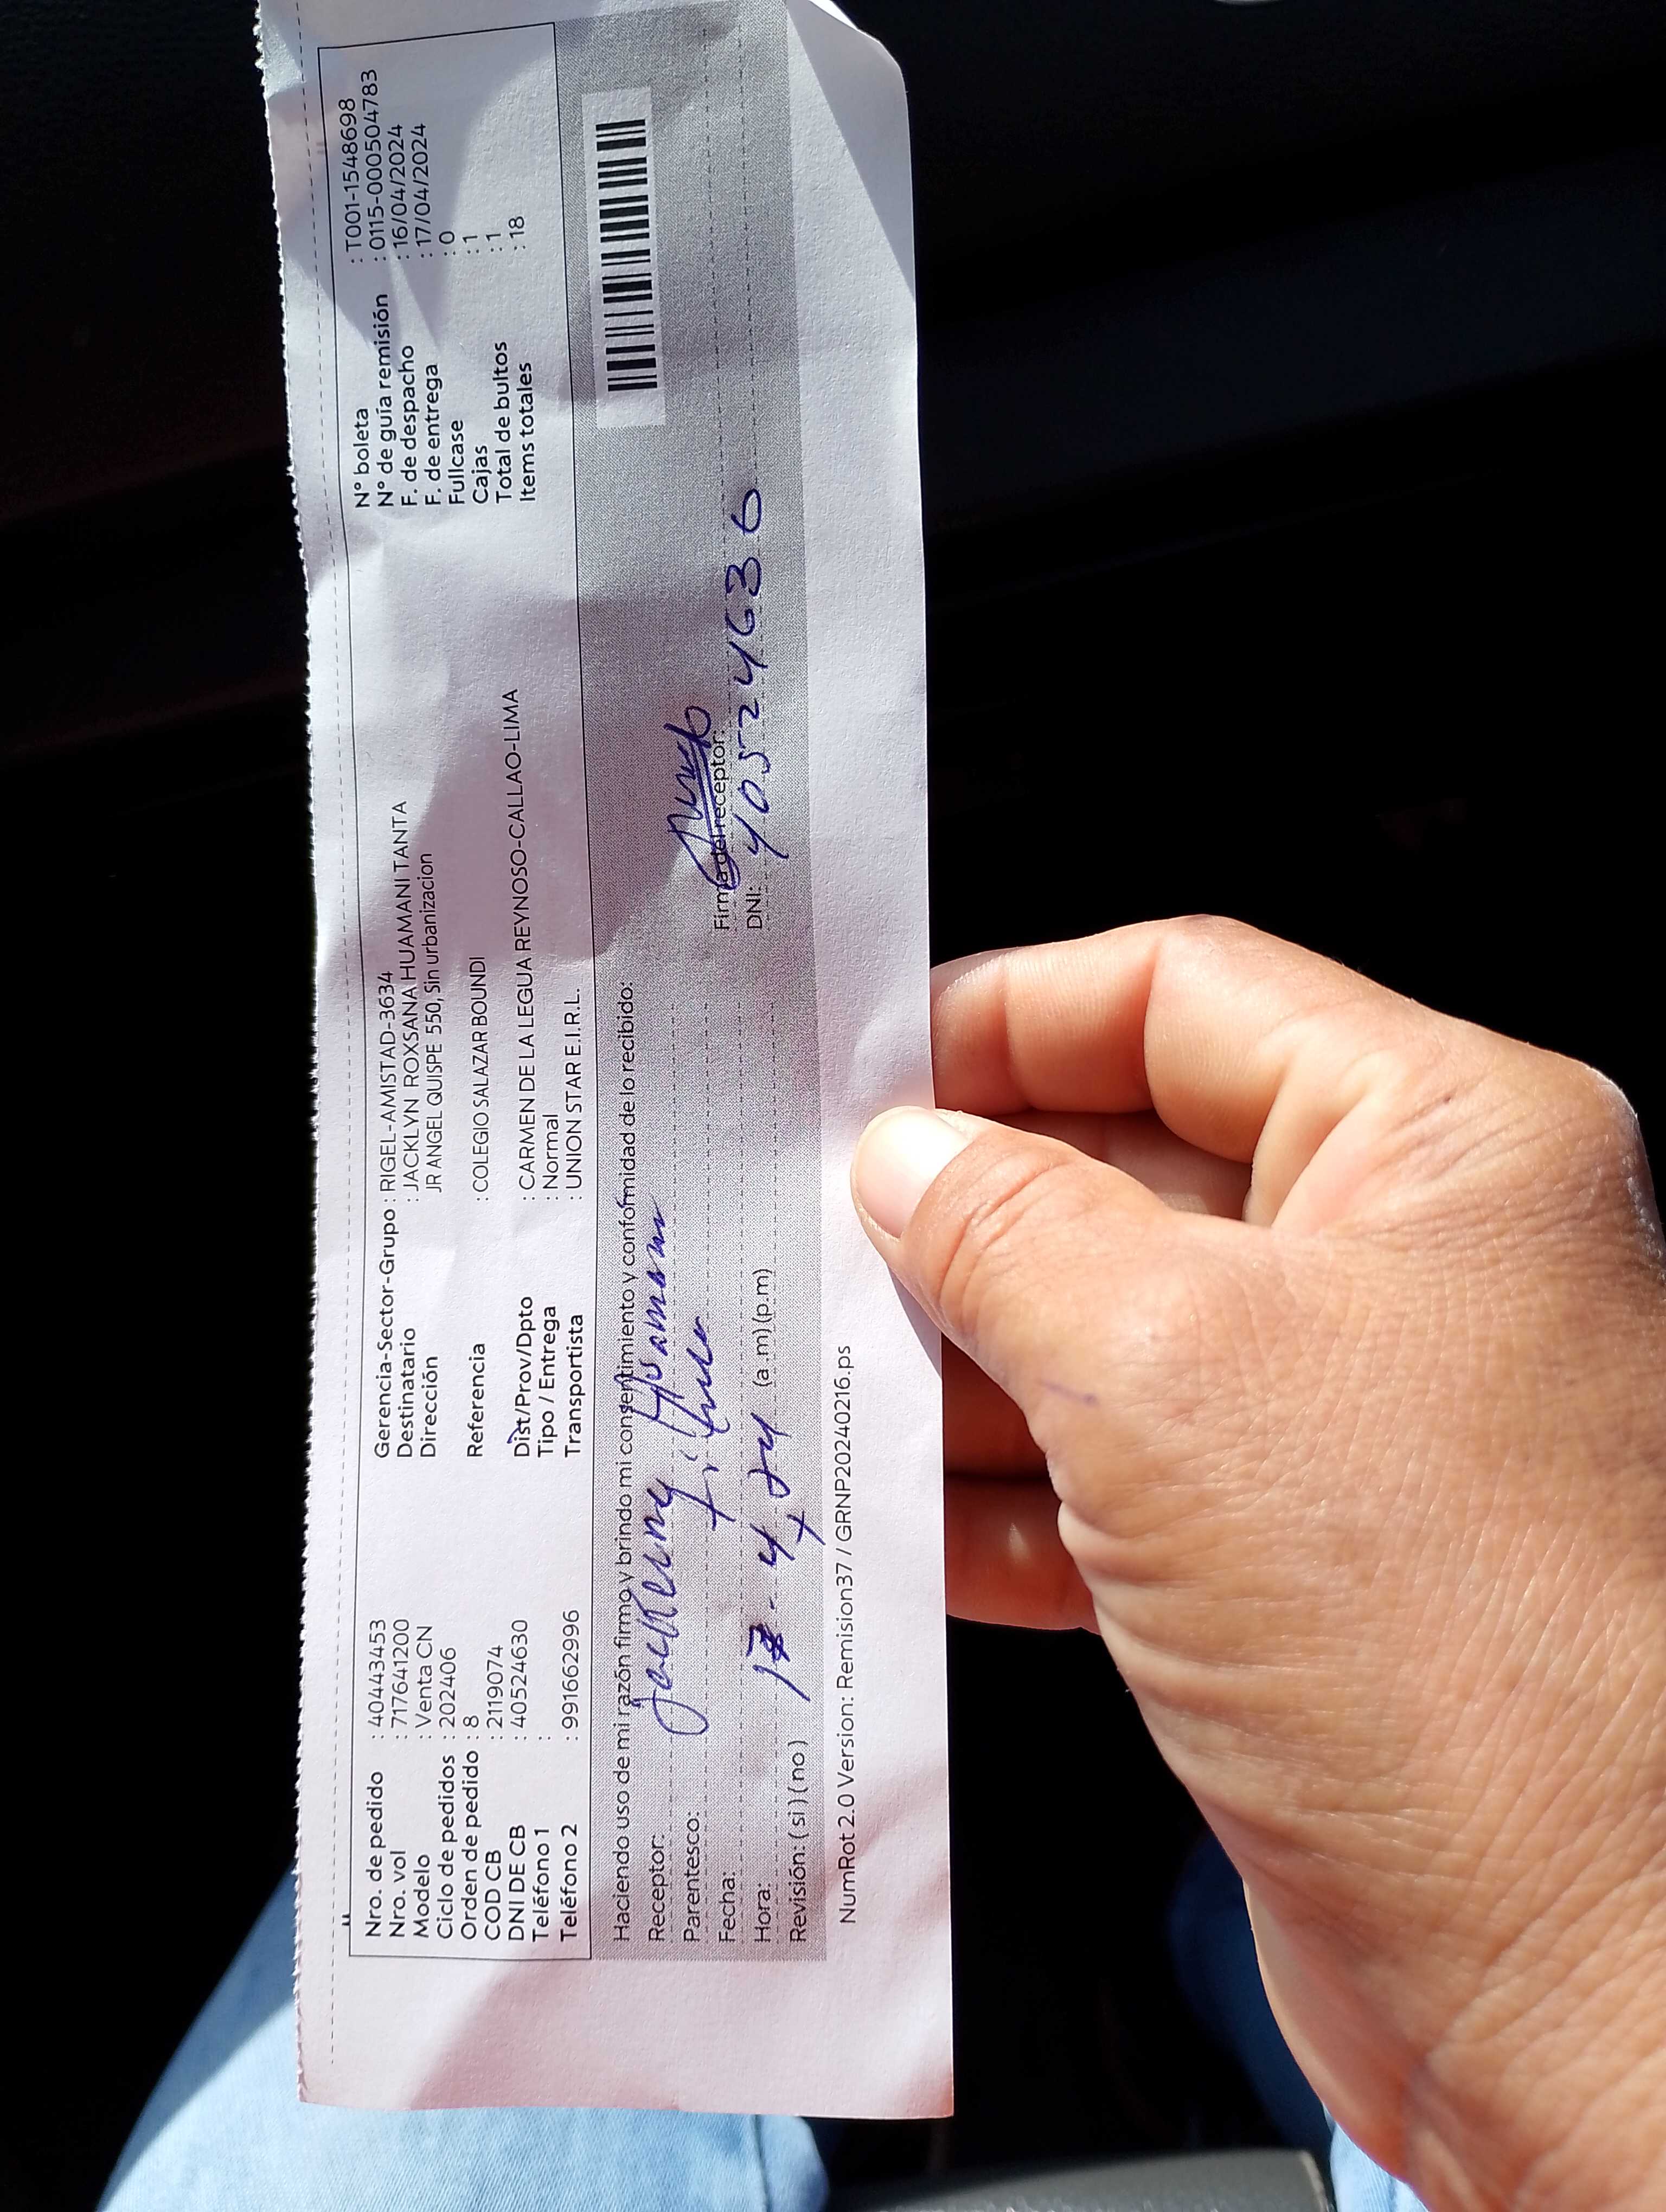 Nro. de pedido : 40443453
Nro. vol : 717641200
Modelo : Venta CN
Ciclo de pedidos : 202406
Orden de pedido : 8
COD CB : 2119074
DNI DE CB : 40524630
Teléfono 1 :
Teléfono 2 : 991662996
Gerencia-Sector-Grupo : RIGEL-AMISTAD-3634
Destinatario : JACKLYN ROXSANA HUAMANI TANTA
Dirección JR ANGEL QUISPE 550, Sin urbanizacion
Referencia : COLEGIO SALAZAR BOUNDI
Dist/Prov/Dpto : CARMEN DE LA LEGUA REYNOSO-CALLAO-LIMA
Tipo / Entrega : Normal
Transportista : UNION STAR E.I.R.L.
N° boleta : T001-1548698
N° de guía remisión : 0115-0000504783
F. de despacho : 16/04/2024
F. de entrega : 17/04/2024
Fullcase : 0
Cajas : 1
Total de bultos : 1
Items totales : 18
Haciendo uso de mi razón firmo y brindo mi consentimiento y conformidad de lo recibido:
Receptor:
Parentesco:
Fecha: 17-4-24
Hora: (a.m) (p.m)
Revisión: ( si ) ( no )
Firma del receptor:
DNI: 40524636
NumRot 2.0 Version: Remision37 / GRNP20240216.ps